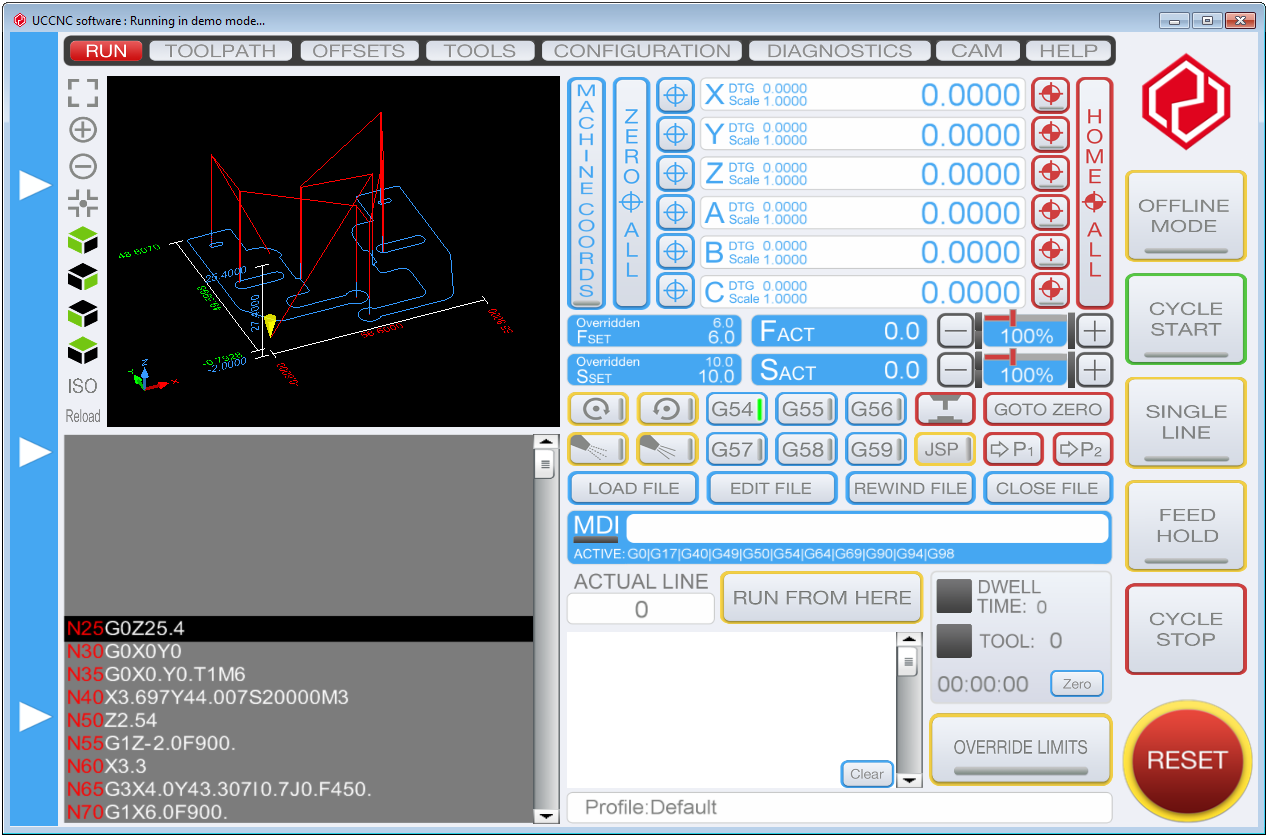 UCCNC software : Running in demo mode...
RUN TOOLPATH OFFSETS TOOLS CONFIGURATION DIAGNOSTICS CAM HELP
ISO
Reload
48.6070
25.4000
27.4000
-0.7928
-2.0000
MACHINE COORDS
ZERO ALL
X DTG 0.0000 Scale 1.0000 0.0000
Y DTG 0.0000 Scale 1.0000 0.0000
Z DTG 0.0000 Scale 1.0000 0.0000
A DTG 0.0000 Scale 1.0000 0.0000
B DTG 0.0000 Scale 1.0000 0.0000
C DTG 0.0000 Scale 1.0000 0.0000
HOME ALL
Overridden 6.0
FSET 6.0
FACT 0.0
100%
Overridden 10.0
SSET 10.0
SACT 0.0
100%
G54 G55 G56 GOTO ZERO
G57 G58 G59 JSP P1 P2
LOAD FILE EDIT FILE REWIND FILE CLOSE FILE
MDI
ACTIVE: G0|G17|G40|G49|G50|G54|G64|G69|G90|G94|G98
ACTUAL LINE
0
RUN FROM HERE
DWELL
TIME: 0
TOOL: 0
00:00:00 Zero
Clear
OVERRIDE LIMITS
Profile:Default
N25G0Z25.4
N30G0X0Y0
N35G0X0.Y0.T1M6
N40X3.697Y44.007S20000M3
N50Z2.54
N55G1Z-2.0F900.
N60X3.3
N65G3X4.0Y43.307I0.7J0.F450.
N70G1X6.0F900.
OFFLINE
MODE
CYCLE
START
SINGLE
LINE
FEED
HOLD
CYCLE
STOP
RESET